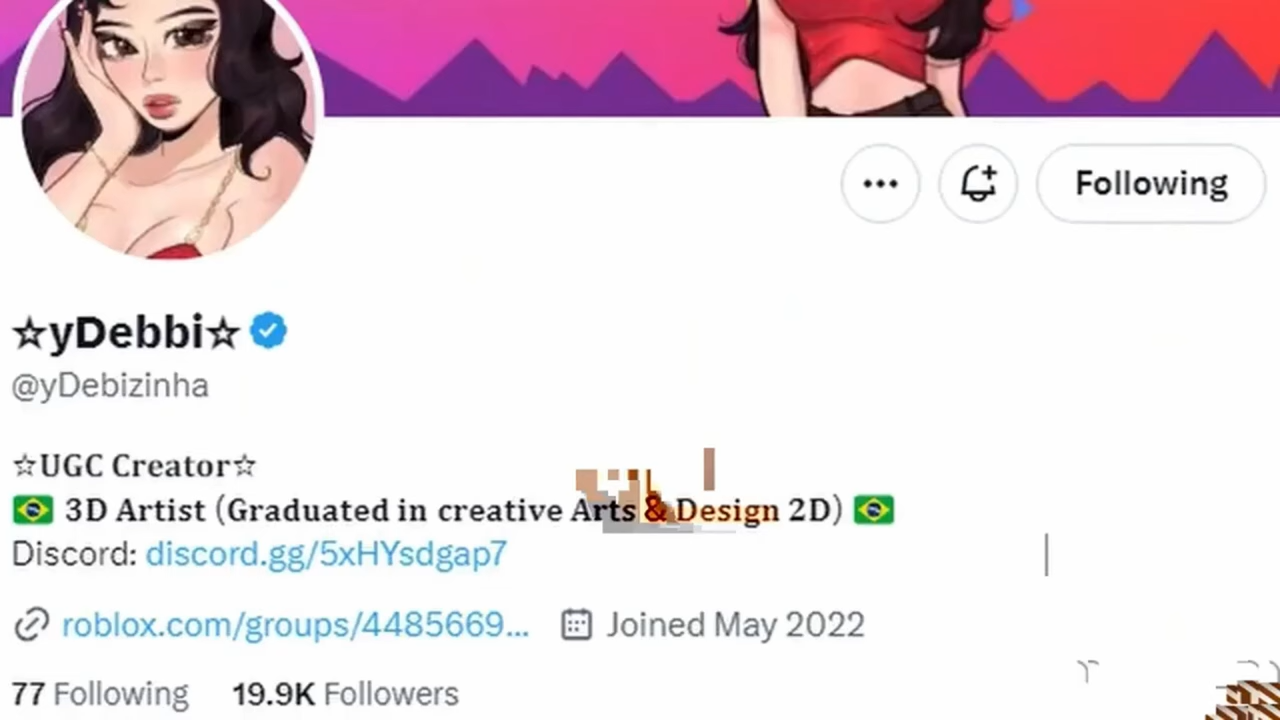 Following
☆yDebbi☆
@yDebizinha
☆UGC Creator☆
🇧🇷 3D Artist (Graduated in creative Arts & Design 2D) 🇧🇷
Discord: discord.gg/5xHYsdgap7
roblox.com/groups/4485669... Joined May 2022
77 Following 19.9K Followers